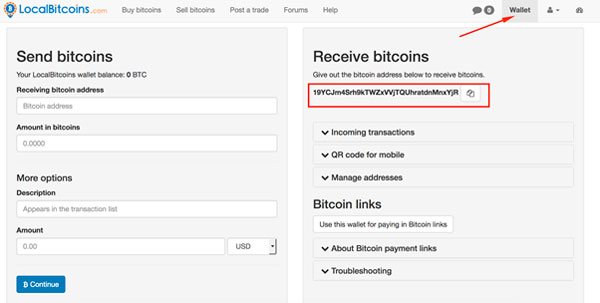 LocalBitcoins.com
Buy bitcoins Sell bitcoins Post a trade Forums Help 0 Wallet
Send bitcoins
Your LocalBitcoins wallet balance: 0 BTC
Receiving bitcoin address
Bitcoin address
Amount in bitcoins
0.0000
More options
Description
Appears in the transaction list
Amount
0.00 USD
Continue
Receive bitcoins
Give out the bitcoin address below to receive bitcoins.
19YCJm4Srh9kTWZxVVjTQUhratdnMnxYjR
Incoming transactions
QR code for mobile
Manage addresses
Bitcoin links
Use this wallet for paying in Bitcoin links
About Bitcoin payment links
Troubleshooting